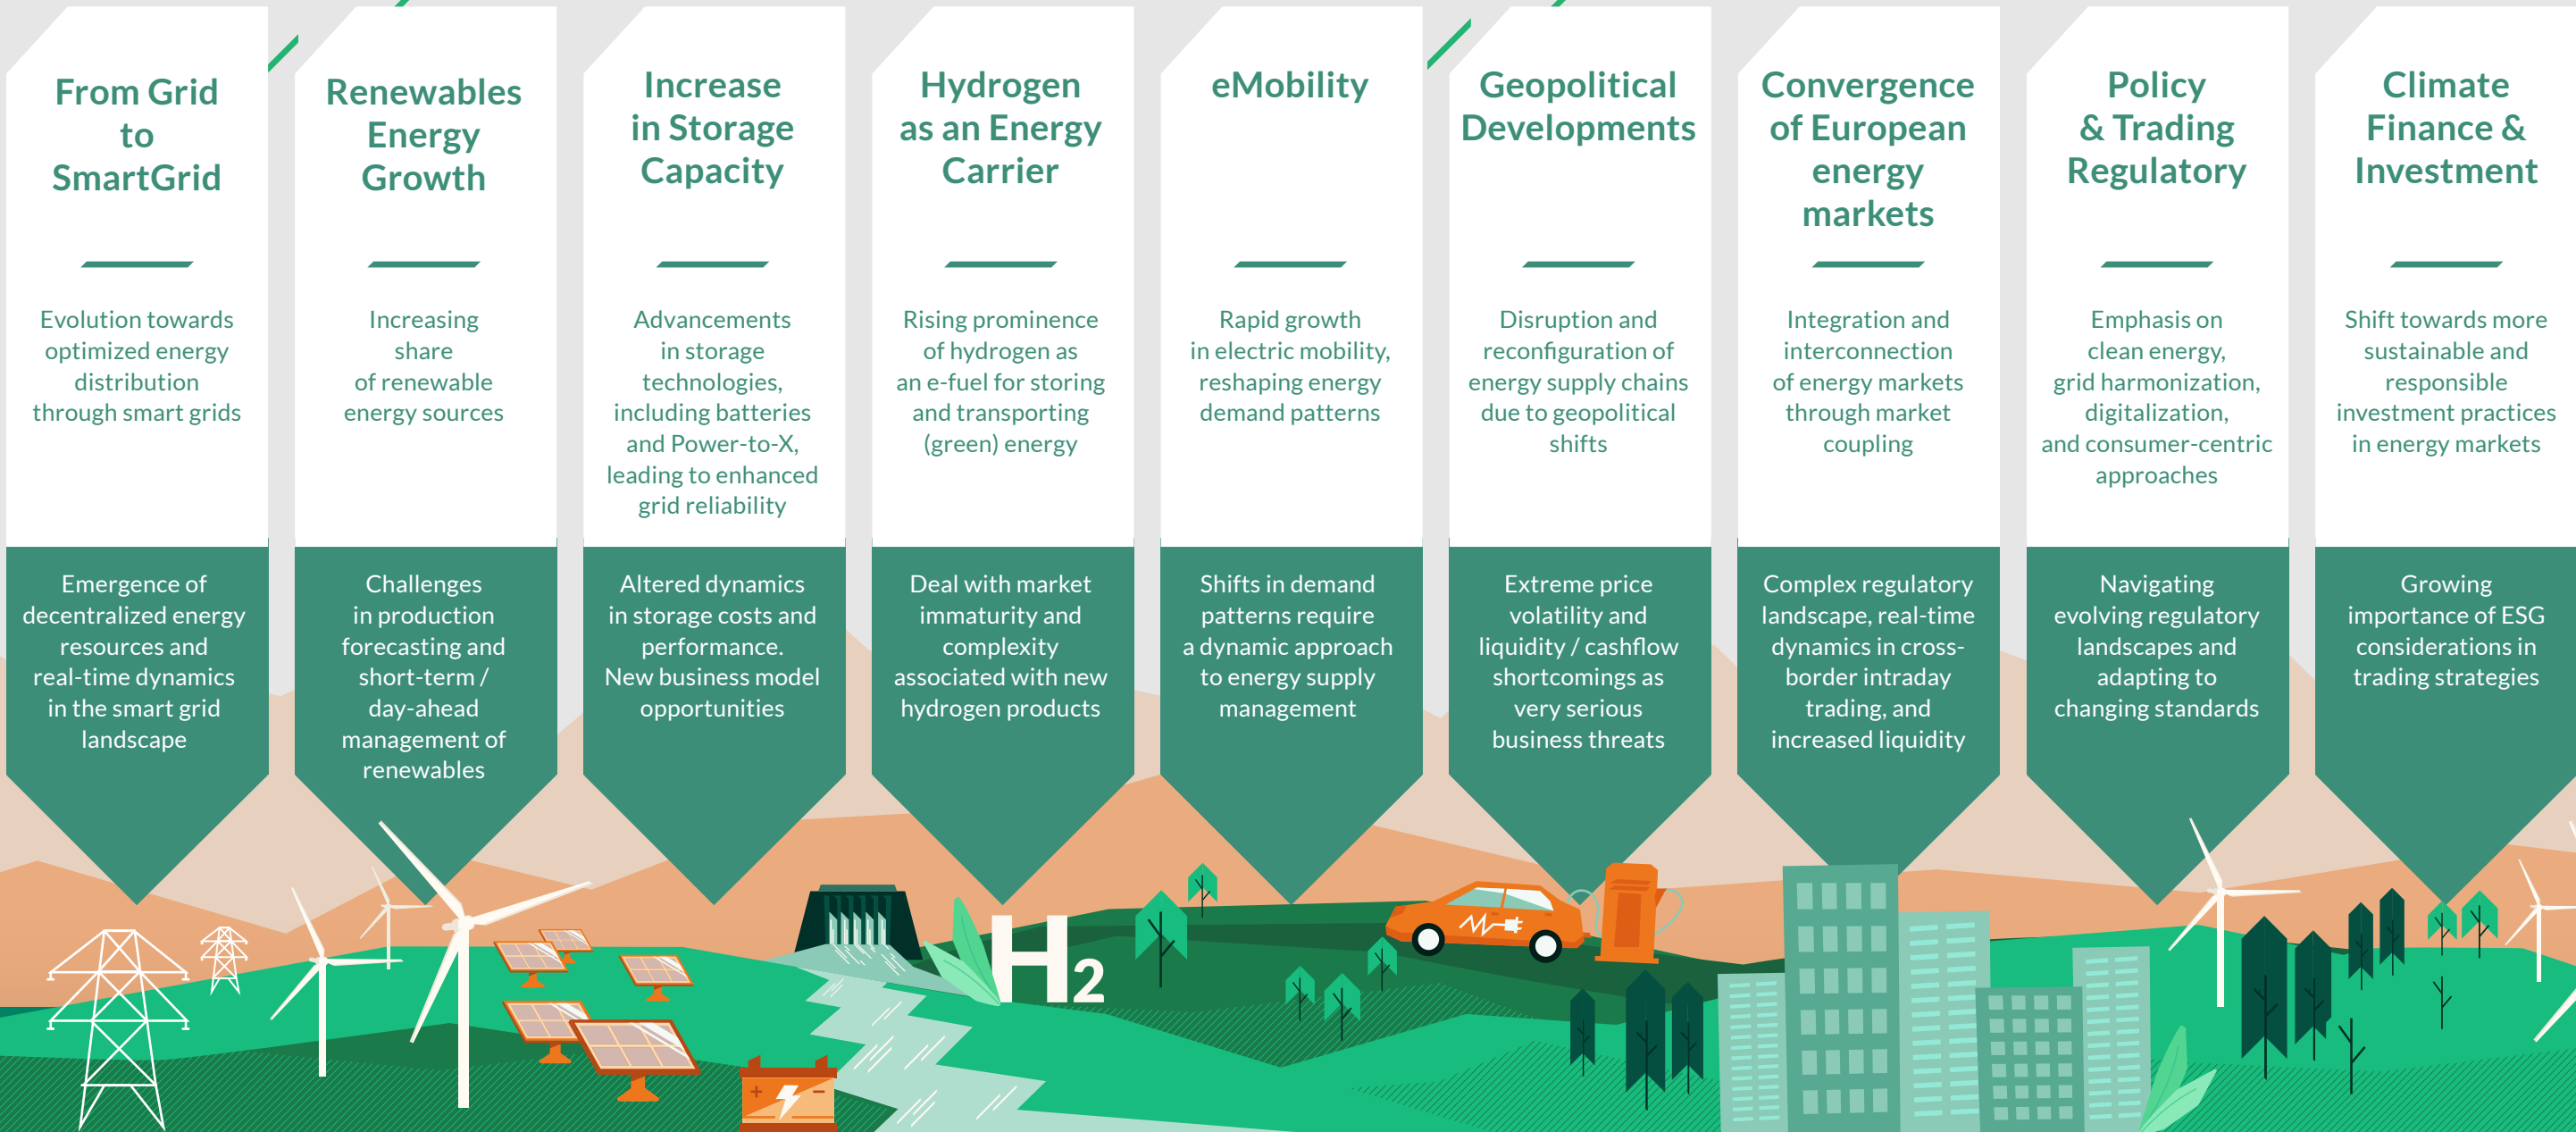 From Grid
to
SmartGrid
Evolution towards
optimized energy
distribution
through smart grids
Emergence of
decentralized energy
resources and
real-time dynamics
in the smart grid
landscape
Renewables
Energy
Growth
Increasing
share
of renewable
energy sources
Challenges
in production
forecasting and
short-term /
day-ahead
management of
renewables
Increase
in Storage
Capacity
Advancements
in storage
technologies,
including batteries
and Power-to-X,
leading to enhanced
grid reliability
Altered dynamics
in storage costs and
performance.
New business model
opportunities
Hydrogen
as an Energy
Carrier
Rising prominence
of hydrogen as
an e-fuel for storing
and transporting
(green) energy
Deal with market
immaturity and
complexity
associated with new
hydrogen products
eMobility
Rapid growth
in electric mobility,
reshaping energy
demand patterns
Shifts in demand
patterns require
a dynamic approach
to energy supply
management
Geopolitical
Developments
Disruption and
reconfiguration of
energy supply chains
due to geopolitical
shifts
Extreme price
volatility and
liquidity / cashflow
shortcomings as
very serious
business threats
Convergence
of European
energy
markets
Integration and
interconnection
of energy markets
through market
coupling
Complex regulatory
landscape, real-time
dynamics in cross-
border intraday
trading, and
increased liquidity
Policy
& Trading
Regulatory
Emphasis on
clean energy,
grid harmonization,
digitalization,
and consumer-centric
approaches
Navigating
evolving regulatory
landscapes and
adapting to
changing standards
Climate
Finance &
Investment
Shift towards more
sustainable and
responsible
investment practices
in energy markets
Growing
importance of ESG
considerations in
trading strategies
H2
+ −